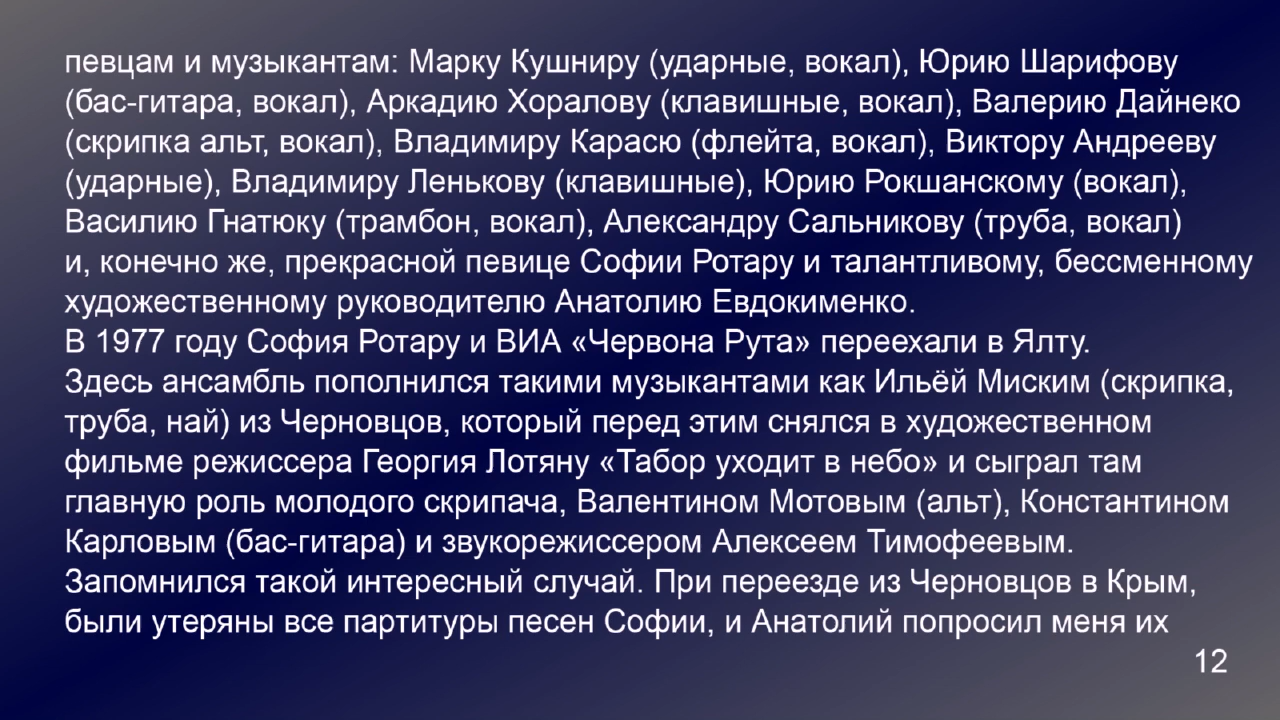 певцам и музыкантам: Марку Кушниру (ударные, вокал), Юрию Шарифову
(бас-гитара, вокал), Аркадию Хоралову (клавишные, вокал), Валерию Дайнеко
(скрипка альт, вокал), Владимиру Карасю (флейта, вокал), Виктору Андрееву
(ударные), Владимиру Ленькову (клавишные), Юрию Рокшанскому (вокал),
Василию Гнатюку (трамбон, вокал), Александру Сальникову (труба, вокал)
и, конечно же, прекрасной певице Софии Ротару и талантливому, бессменному
художественному руководителю Анатолию Евдокименко.
В 1977 году София Ротару и ВИА «Червона Рута» переехали в Ялту.
Здесь ансамбль пополнился такими музыкантами как Ильёй Миским (скрипка,
труба, най) из Черновцов, который перед этим снялся в художественном
фильме режиссера Георгия Лотяну «Табор уходит в небо» и сыграл там
главную роль молодого скрипача, Валентином Мотовым (альт), Константином
Карловым (бас-гитара) и звукорежиссером Алексеем Тимофеевым.
Запомнился такой интересный случай. При переезде из Черновцов в Крым,
были утеряны все партитуры песен Софии, и Анатолий попросил меня их
12